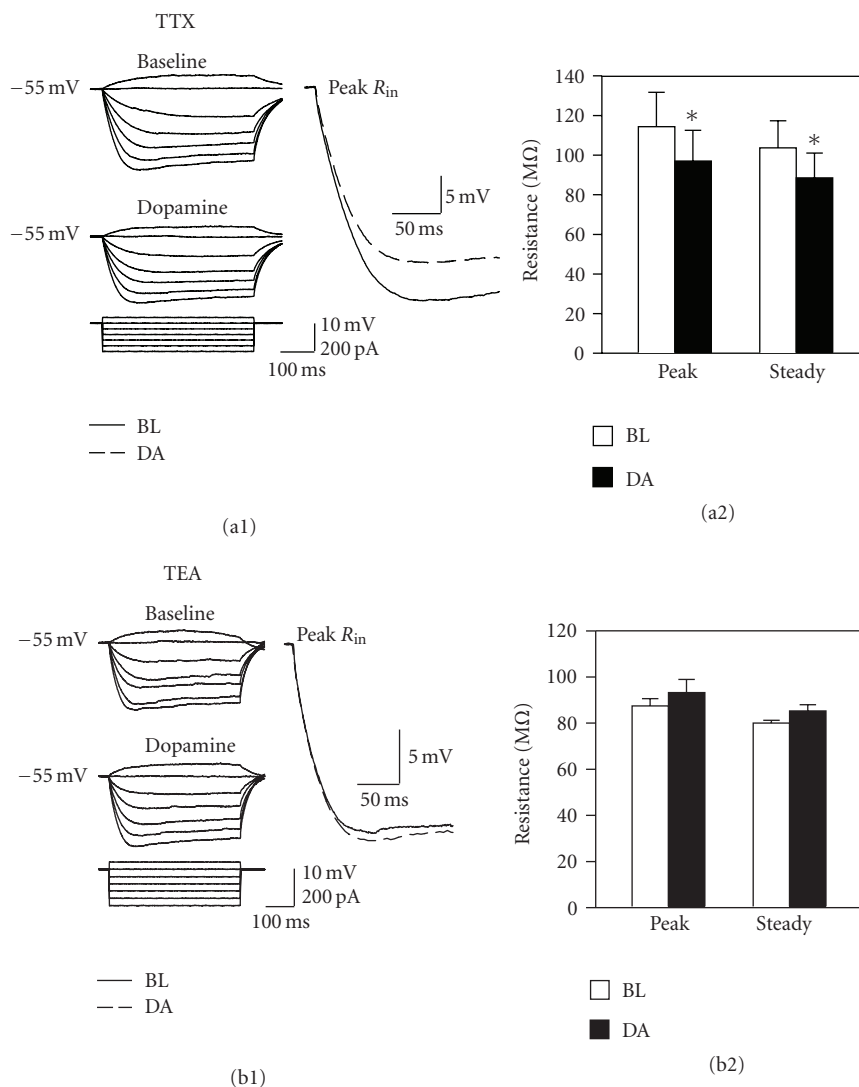 TTX
Baseline
−55 mV
Peak Rin
5 mV
50 ms
Dopamine
−55 mV
10 mV
200 pA
100 ms
BL
DA
(a1)
140
120
100
80
60
40
20
0
Resistance (MΩ)
*
*
Peak Steady
BL
DA
(a2)
TEA
Baseline
−55 mV
Peak Rin
5 mV
50 ms
Dopamine
−55 mV
10 mV
200 pA
100 ms
BL
DA
(b1)
120
100
80
60
40
20
0
Resistance (MΩ)
Peak Steady
BL
DA
(b2)